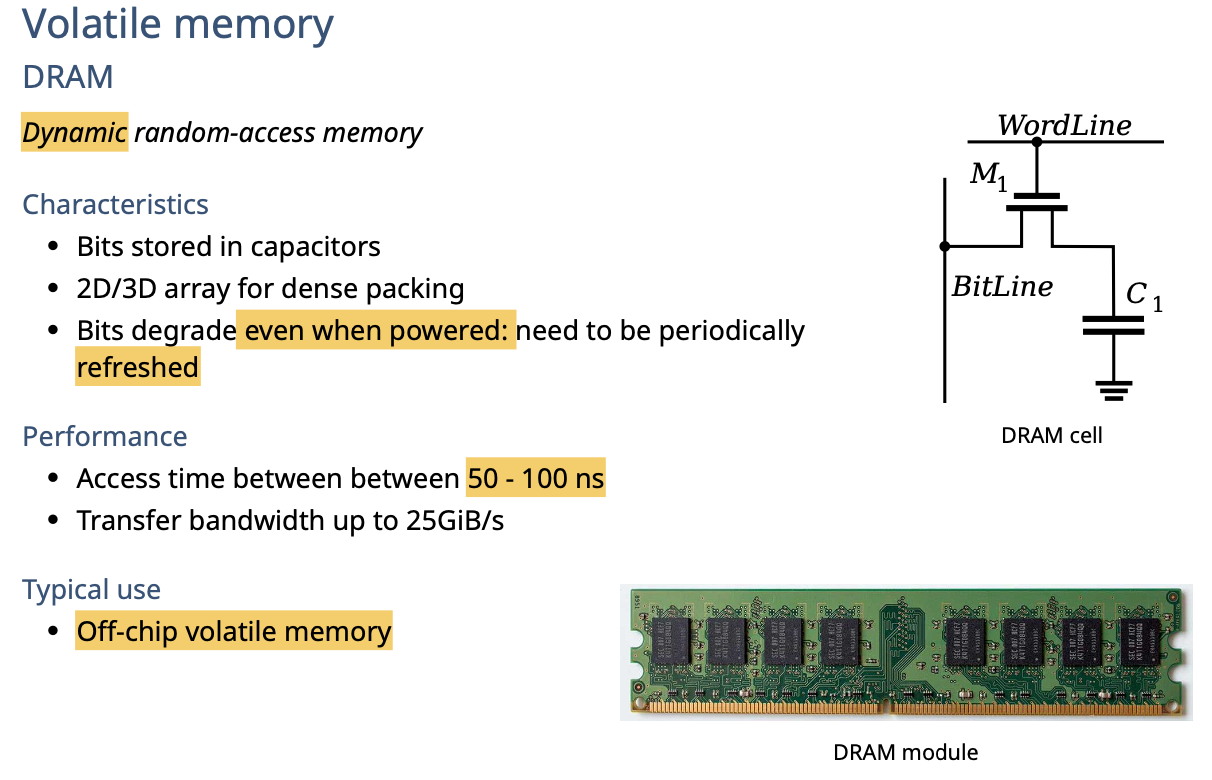 Volatile memory
DRAM
Dynamic random-access memory
Characteristics
• Bits stored in capacitors
• 2D/3D array for dense packing
• Bits degrade even when powered: need to be periodically
refreshed
Performance
• Access time between between 50 - 100 ns
• Transfer bandwidth up to 25GiB/s
Typical use
• Off-chip volatile memory
WordLine
M1
BitLine
C 1
DRAM cell
DRAM module